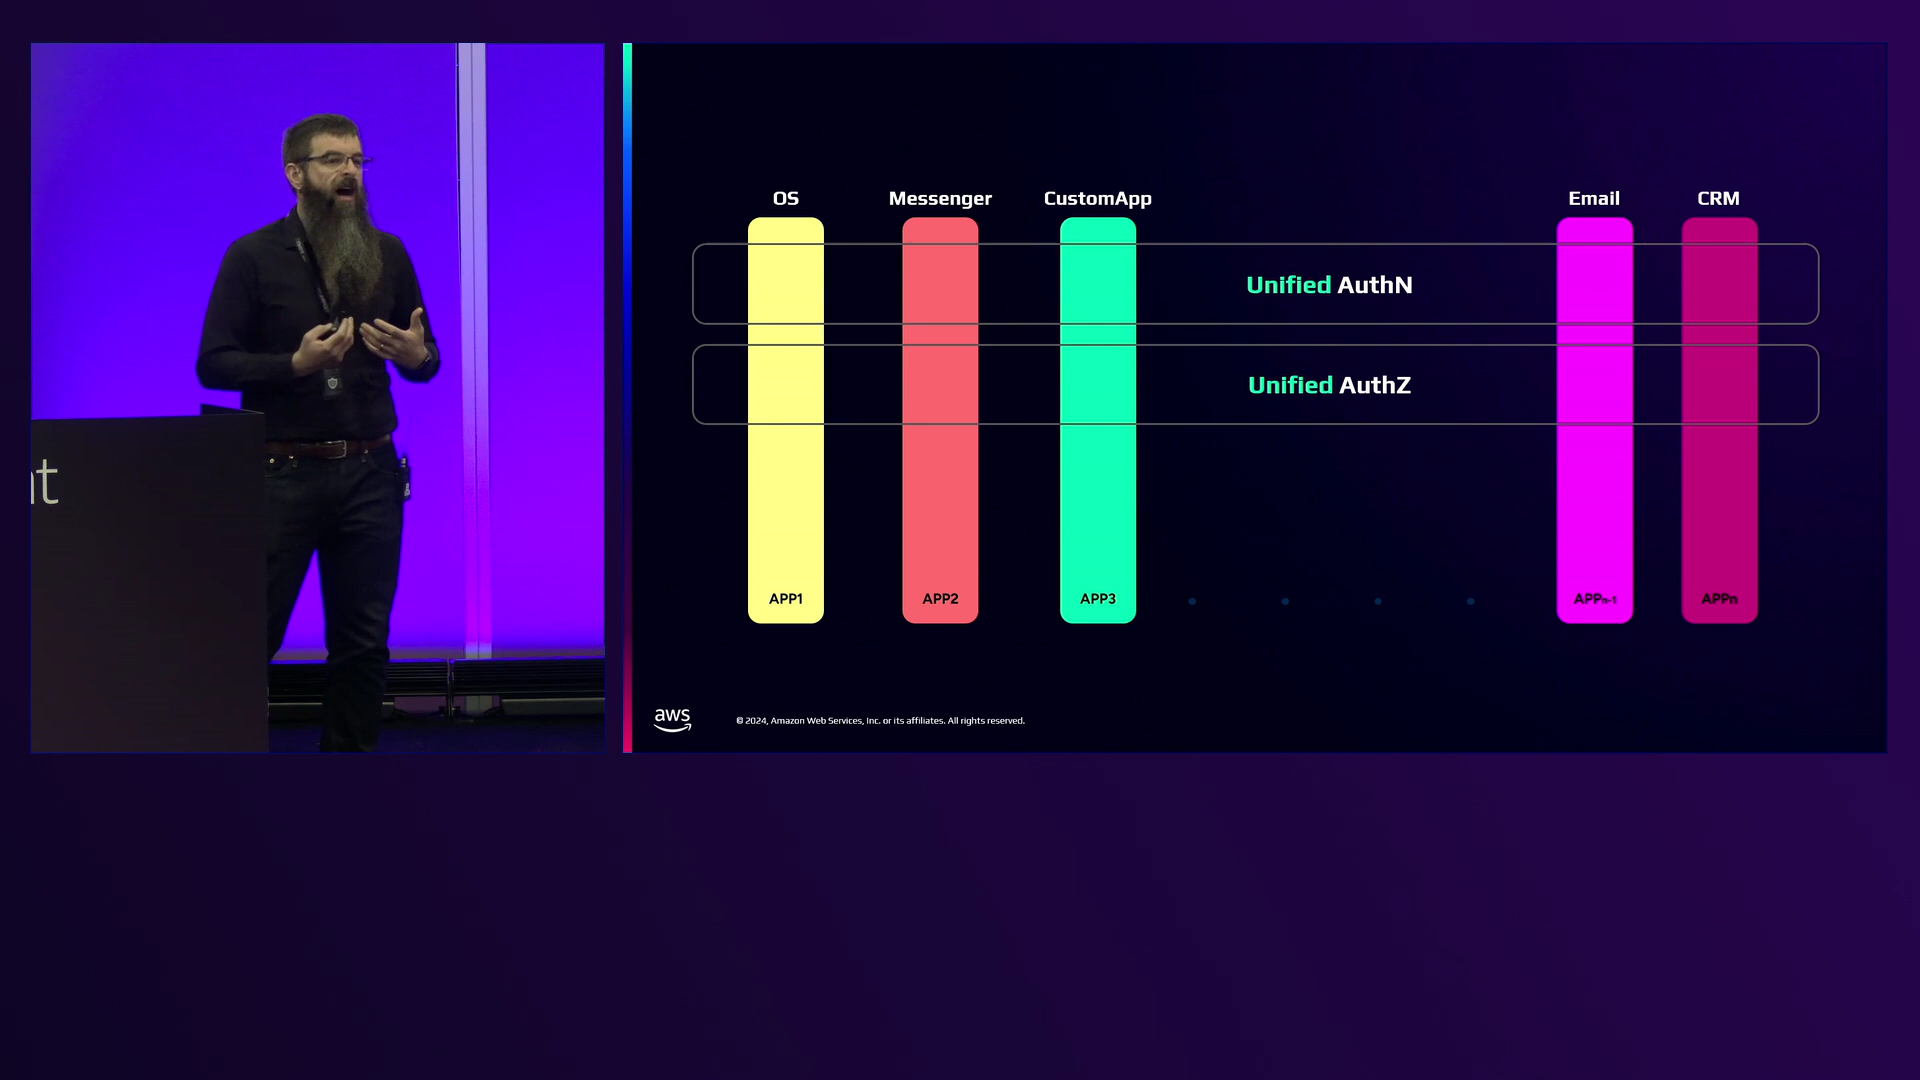 OS
Messenger
CustomApp
Email
CRM
Unified AuthN
Unified AuthZ
APP1
APP2
APP3
APPn-1
APPn
aws
© 2024, Amazon Web Services, Inc. or its affiliates. All rights reserved.